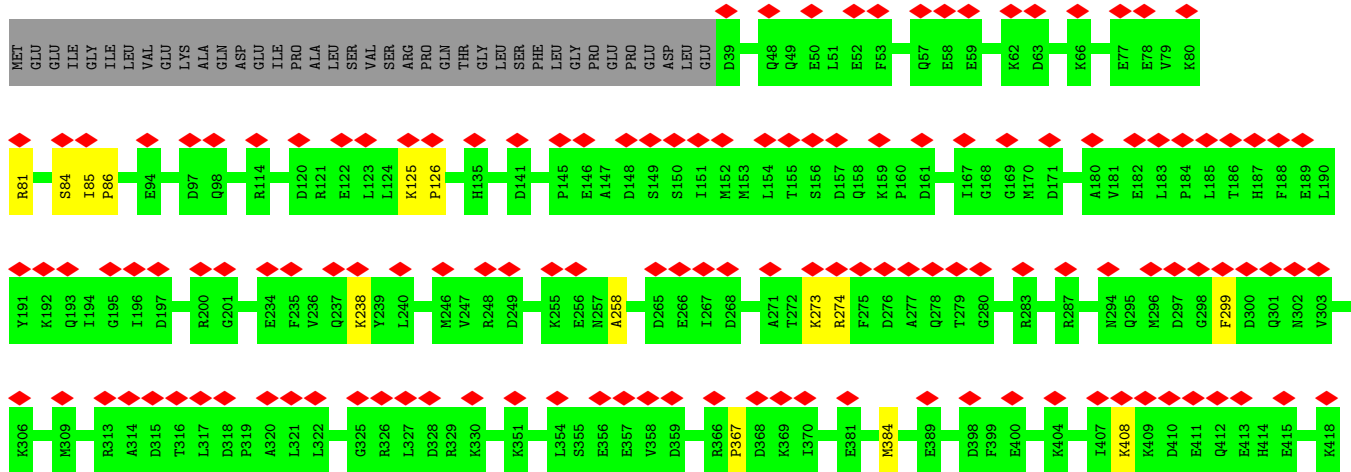 MET GLU GLU ILE GLY ILE LEU VAL GLU LYS ALA GLN ASP GLU ILE PRO ALA LEU SER VAL SER ARG PRO GLN THR GLY LEU SER PHE LEU GLY PRO GLU PRO GLU ASP LEU GLU D39 Q48 Q49 E50 L51 E52 F53 Q57 E58 E59 K62 D63 K66 E77 E78 V79 K80
R81 S84 I85 P86 E94 D97 Q98 R114 D120 R121 E122 L123 L124 K125 P126 H135 D141 P145 E146 A147 D148 S149 S150 I151 M152 M153 L154 T155 S156 D157 Q158 K159 P160 D161 I167 G168 G169 M170 D171 A180 V181 E182 L183 P184 L185 T186 H187 F188 E189 L190
Y191 K192 Q193 I194 G195 I196 D197 R200 G201 E234 F235 V236 Q237 K238 Y239 L240 M246 V247 R248 D249 K255 E256 N257 A258 D265 E266 I267 D268 A271 T272 K273 R274 F275 D276 A277 Q278 T279 G280 R283 R287 N294 Q295 M296 D297 G298 F299 D300 Q301 N302 V303
K306 M309 R313 A314 D315 T316 L317 D318 P319 A320 L321 L322 G325 R326 L327 D328 R329 K330 K351 L354 S355 E356 E357 V358 D359 R366 P367 D368 K369 I370 E381 M384 E389 D398 F399 E400 K404 I407 K408 K409 D410 E411 Q412 E413 H414 E415 K418